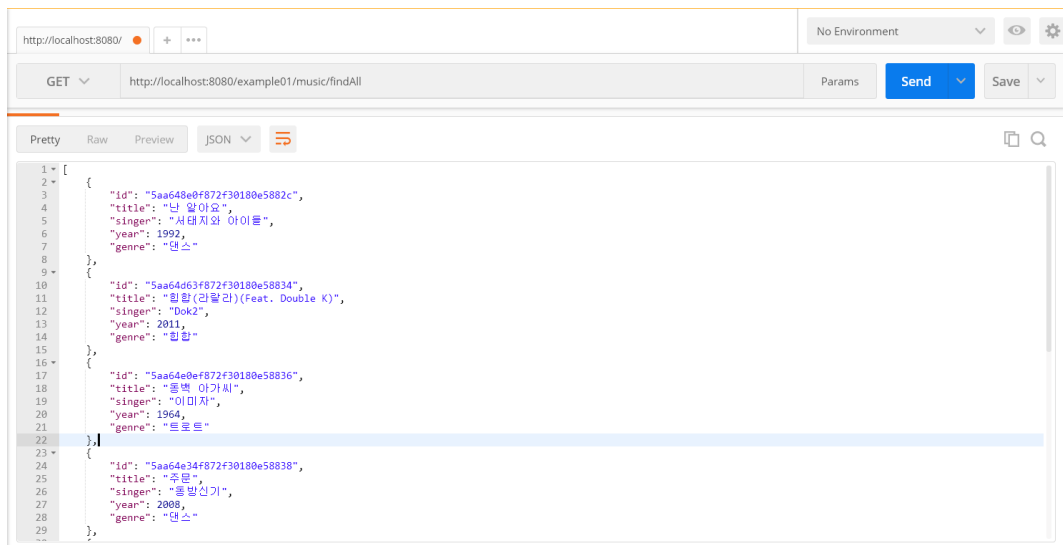 http://localhost:8080/
No Environment
GET http://localhost:8080/example01/music/findAll Params Send Save
Pretty Raw Preview JSON
1 [
2 {
3 "id": "5aa648e0f872f30180e5882c",
4 "title": "난 알아요",
5 "singer": "서태지와 아이들",
6 "year": 1992,
7 "genre": "댄스"
8 },
9 {
10 "id": "5aa64d63f872f30180e58834",
11 "title": "힙합(라랄라)(Feat. Double K)",
12 "singer": "Dok2",
13 "year": 2011,
14 "genre": "힙합"
15 },
16 {
17 "id": "5aa64e0ef872f30180e58836",
18 "title": "동백 아가씨",
19 "singer": "이미자",
20 "year": 1964,
21 "genre": "트로트"
22 },
23 {
24 "id": "5aa64e34f872f30180e58838",
25 "title": "주문",
26 "singer": "동방신기",
27 "year": 2008,
28 "genre": "댄스"
29 },